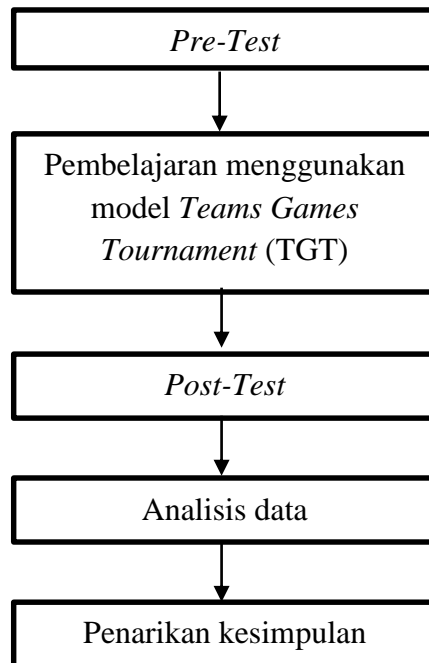 Pre-Test
Pembelajaran menggunakan
model Teams Games
Tournament (TGT)
Post-Test
Analisis data
Penarikan kesimpulan